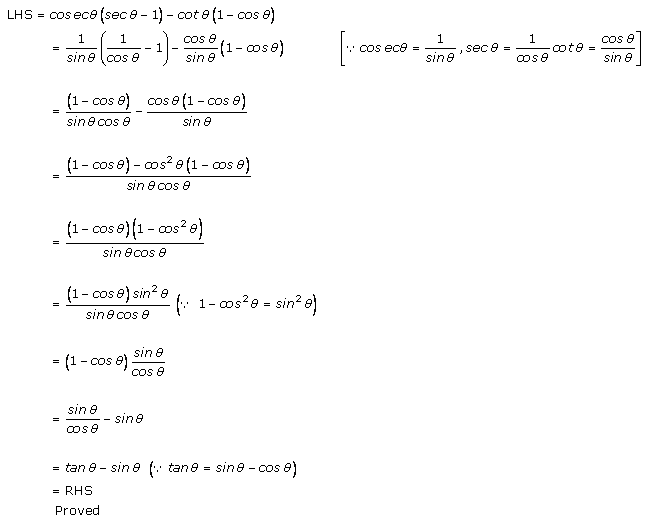 LHS = cosecθ(secθ – 1) – cotθ(1 – cosθ)
= 1/sinθ (1/cosθ – 1) – cosθ/sinθ (1 – cosθ) [∵ cosecθ = 1/sinθ , secθ = 1/cosθ cotθ = cosθ/sinθ]
= (1 – cosθ)/sinθcosθ – cosθ(1 – cosθ)/sinθ
= (1 – cosθ) – cos²θ(1 – cosθ)/sinθcosθ
= (1 – cosθ)(1 – cos²θ)/sinθcosθ
= (1 – cosθ)sin²θ/sinθcosθ (∵ 1 – cos²θ = sin²θ)
= (1 – cosθ) sinθ/cosθ
= sinθ/cosθ – sinθ
= tanθ – sinθ (∵ tanθ = sinθ – cosθ)
= RHS
Proved